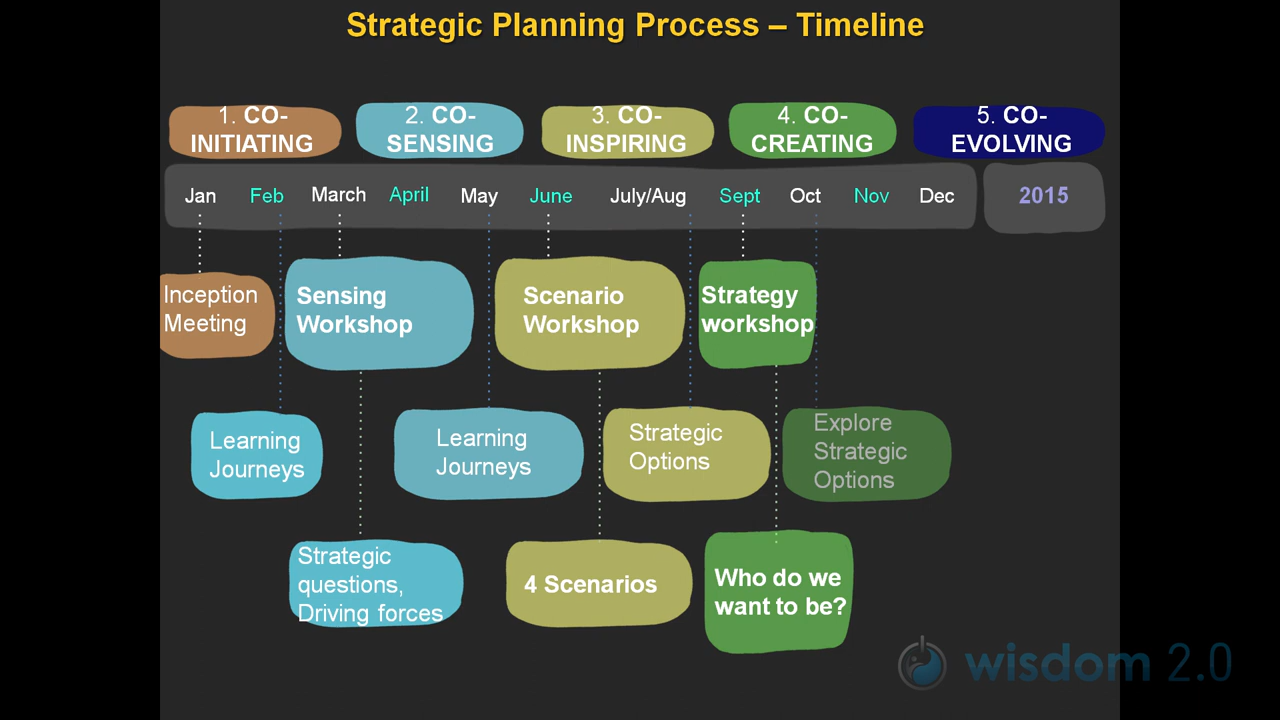 Strategic Planning Process – Timeline
1. CO-
INITIATING
2. CO-
SENSING
3. CO-
INSPIRING
4. CO-
CREATING
5. CO-
EVOLVING
Jan Feb March April May June July/Aug Sept Oct Nov Dec 2015
Inception
Meeting
Sensing
Workshop
Scenario
Workshop
Strategy
workshop
Learning
Journeys
Learning
Journeys
Strategic
Options
Explore
Strategic
Options
Strategic
questions,
Driving forces
4 Scenarios
Who do we
want to be?
wisdom 2.0